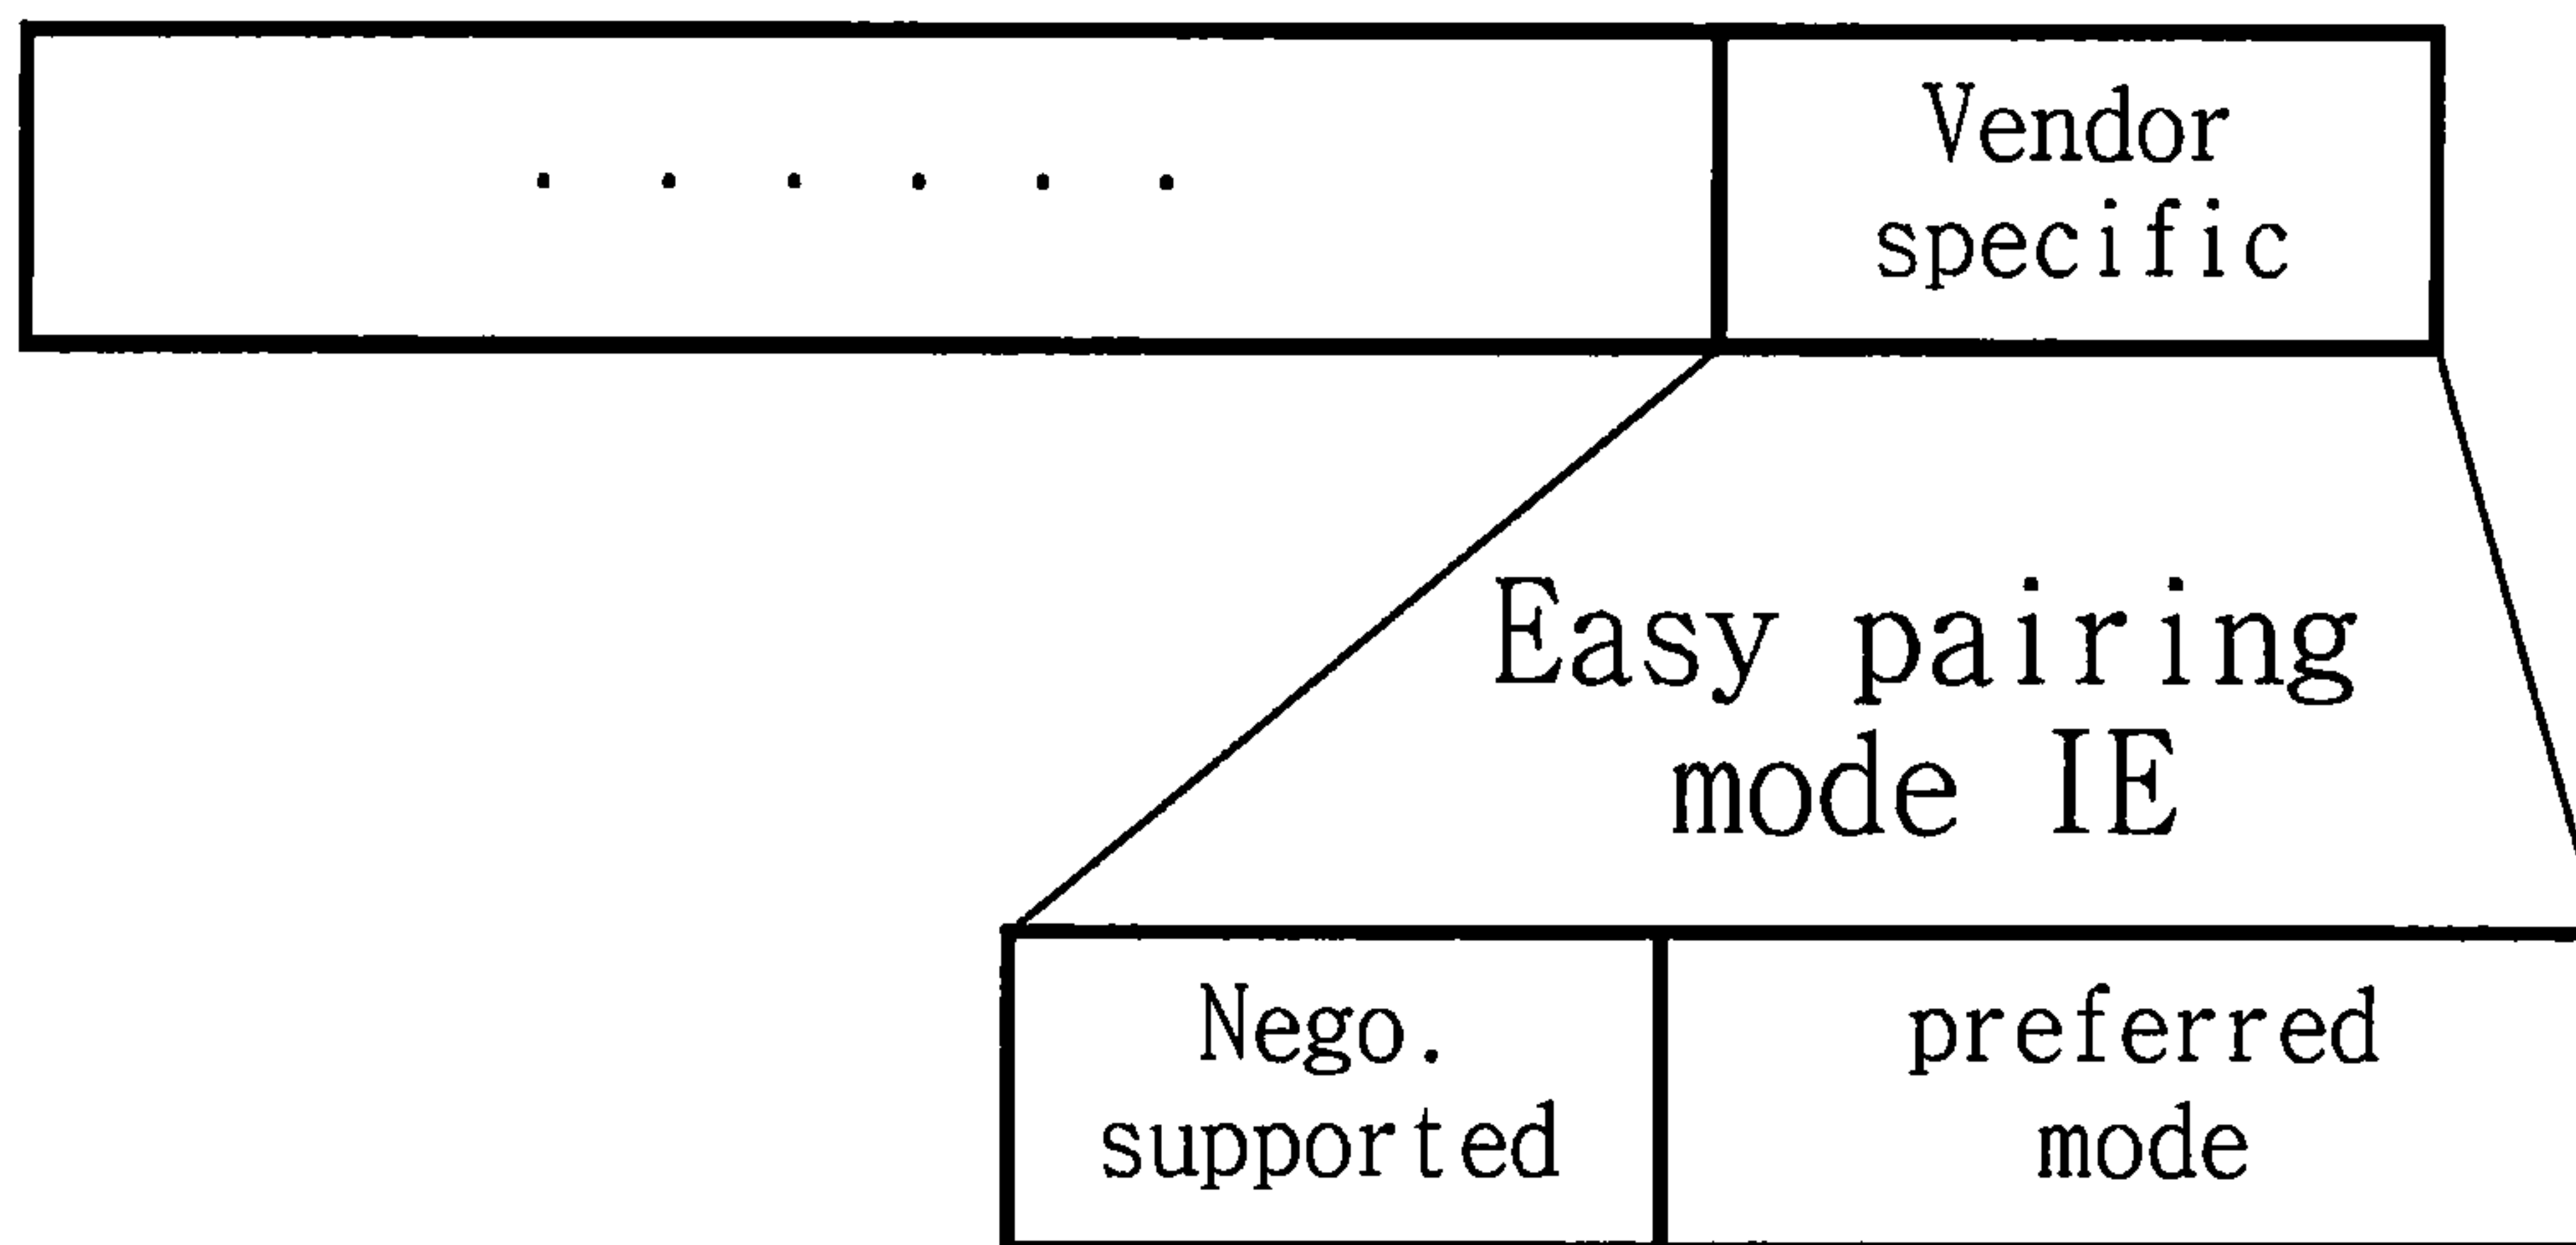 . . . . . .
Vendor
specific
Easy pairing
mode IE
Nego.
supported
preferred
mode